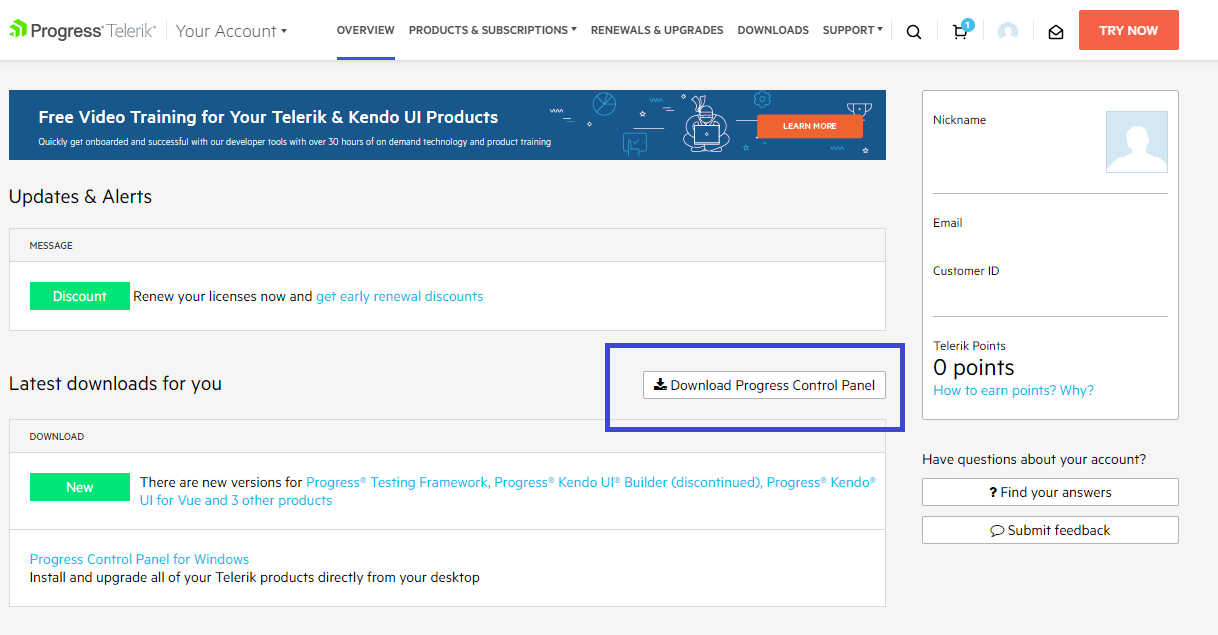 Progress® Telerik®
Your Account
OVERVIEW
PRODUCTS & SUBSCRIPTIONS
RENEWALS & UPGRADES
DOWNLOADS
SUPPORT
1
TRY NOW
Free Video Training for Your Telerik & Kendo UI Products
Quickly get onboarded and successful with our developer tools with over 30 hours of on demand technology and product training
LEARN MORE
Updates & Alerts
MESSAGE
Discount Renew your licenses now and get early renewal discounts
Latest downloads for you
Download Progress Control Panel
DOWNLOAD
New
There are new versions for Progress® Testing Framework, Progress® Kendo UI® Builder (discontinued), Progress® Kendo®
UI for Vue and 3 other products
Progress Control Panel for Windows
Install and upgrade all of your Telerik products directly from your desktop
Nickname
Email
Customer ID
Telerik Points
0 points
How to earn points? Why?
Have questions about your account?
? Find your answers
Submit feedback